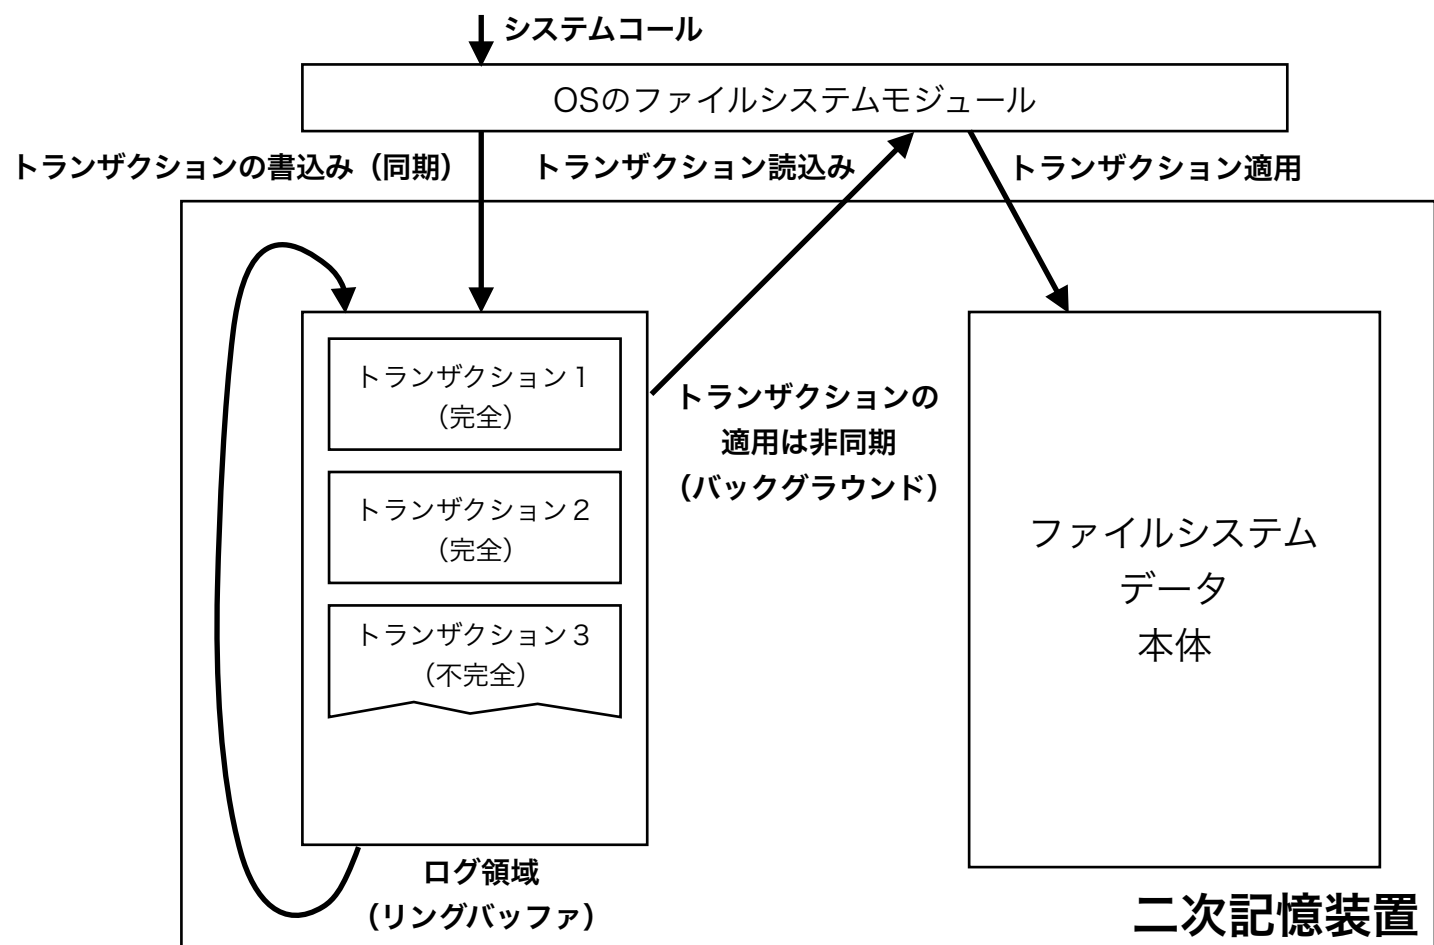 システムコール
OSのファイルシステムモジュール
トランザクションの書込み（同期）
トランザクション読込み
トランザクション適用
トランザクション１
（完全）
トランザクション２
（完全）
トランザクション３
（不完全）
トランザクションの
適用は非同期
（バックグラウンド）
ファイルシステム
データ
本体
ログ領域
（リングバッファ）
二次記憶装置